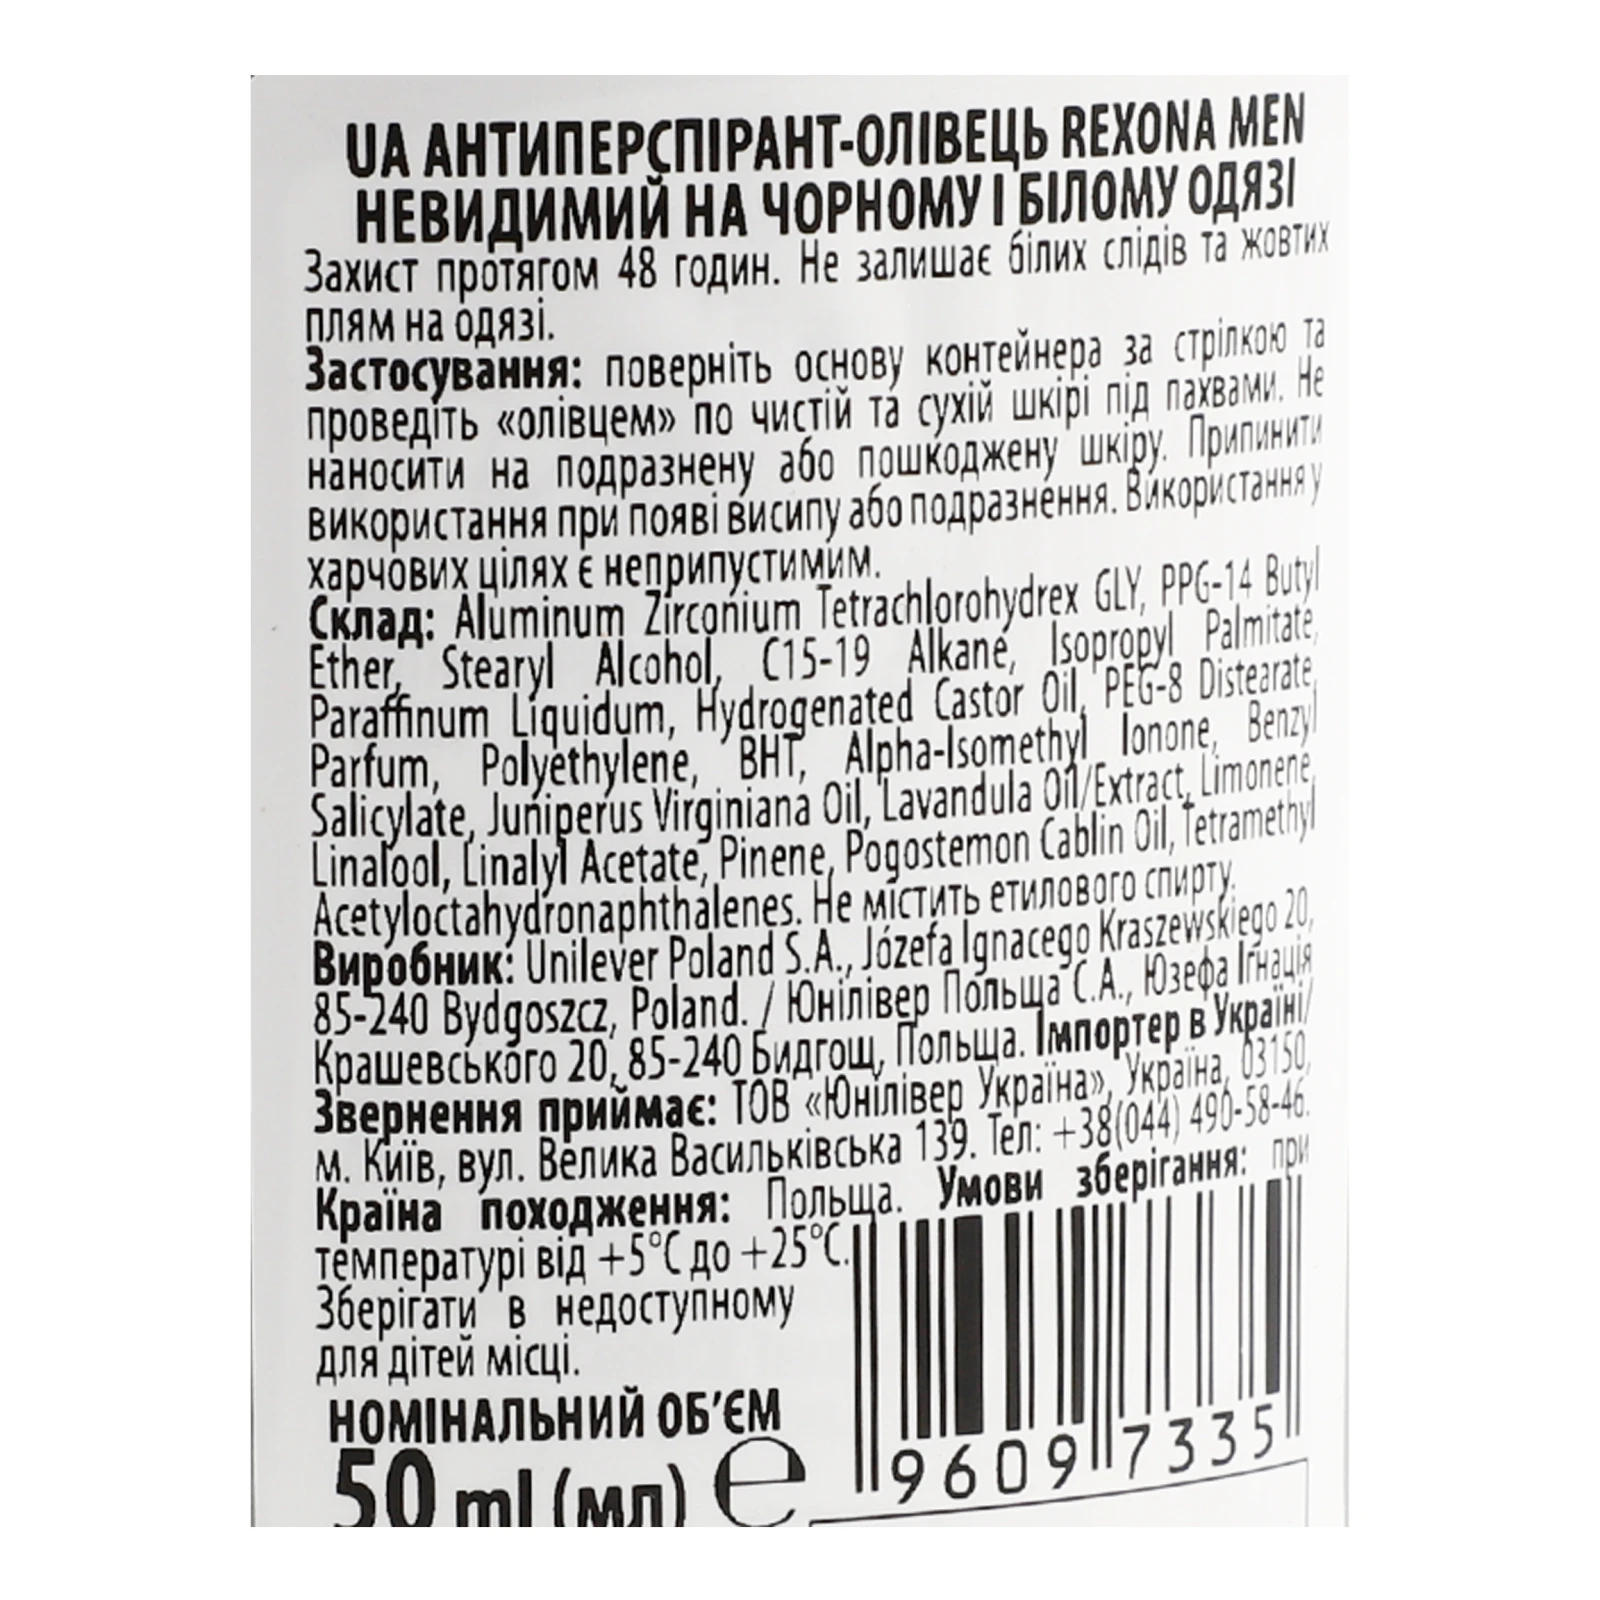 UA АНТИПЕРСПІРАНТ-ОЛІВЕЦЬ REXONA MEN
НЕВИДИМИЙ НА ЧОРНОМУ І БІЛОМУ ОДЯЗІ
Захист протягом 48 годин. Не залишає білих слідів та жовтих
плям на одязі.
Застосування: поверніть основу контейнера за стрілкою та
проведіть «олівцем» по чистій та сухій шкірі під пахвами. Не
наносити на подразнену або пошкоджену шкіру. Припинити
використання при появі висипу або подразнення. Використання у
харчових цілях є неприпустимим.
Склад: Aluminum Zirconium Tetrachlorohydrex GLY, PPG-14 Butyl
Ether, Stearyl Alcohol, C15-19 Alkane, Isopropyl Palmitate,
Paraffinum Liquidum, Hydrogenated Castor Oil, PEG-8 Distearate,
Parfum, Polyethylene, BHT, Alpha-Isomethyl Ionone, Benzyl
Salicylate, Juniperus Virginiana Oil, Lavandula Oil/Extract, Limonene,
Linalool, Linalyl Acetate, Pinene, Pogostemon Cablin Oil, Tetramethyl
Acetyloctahydronaphthalenes. Не містить етилового спирту.
Виробник: Unilever Poland S.A., Józefa Ignacego Kraszewskiego 20,
85-240 Bydgoszcz, Poland. / Юнілівер Польща С.А., Юзефа Ігнація
Крашевського 20, 85-240 Бидгощ, Польща. Імпортер в Україні/
Звернення приймає: ТОВ «Юнілівер Україна», Україна, 03150,
м. Київ, вул. Велика Васильківська 139. Тел: +38(044) 490-58-46.
Країна походження: Польща. Умови зберігання: при
температурі від +5°C до +25°C.
Зберігати в недоступному
для дітей місці.
НОМІНАЛЬНИЙ ОБ'ЄМ
50 ml (мл) ℮
9609 7335